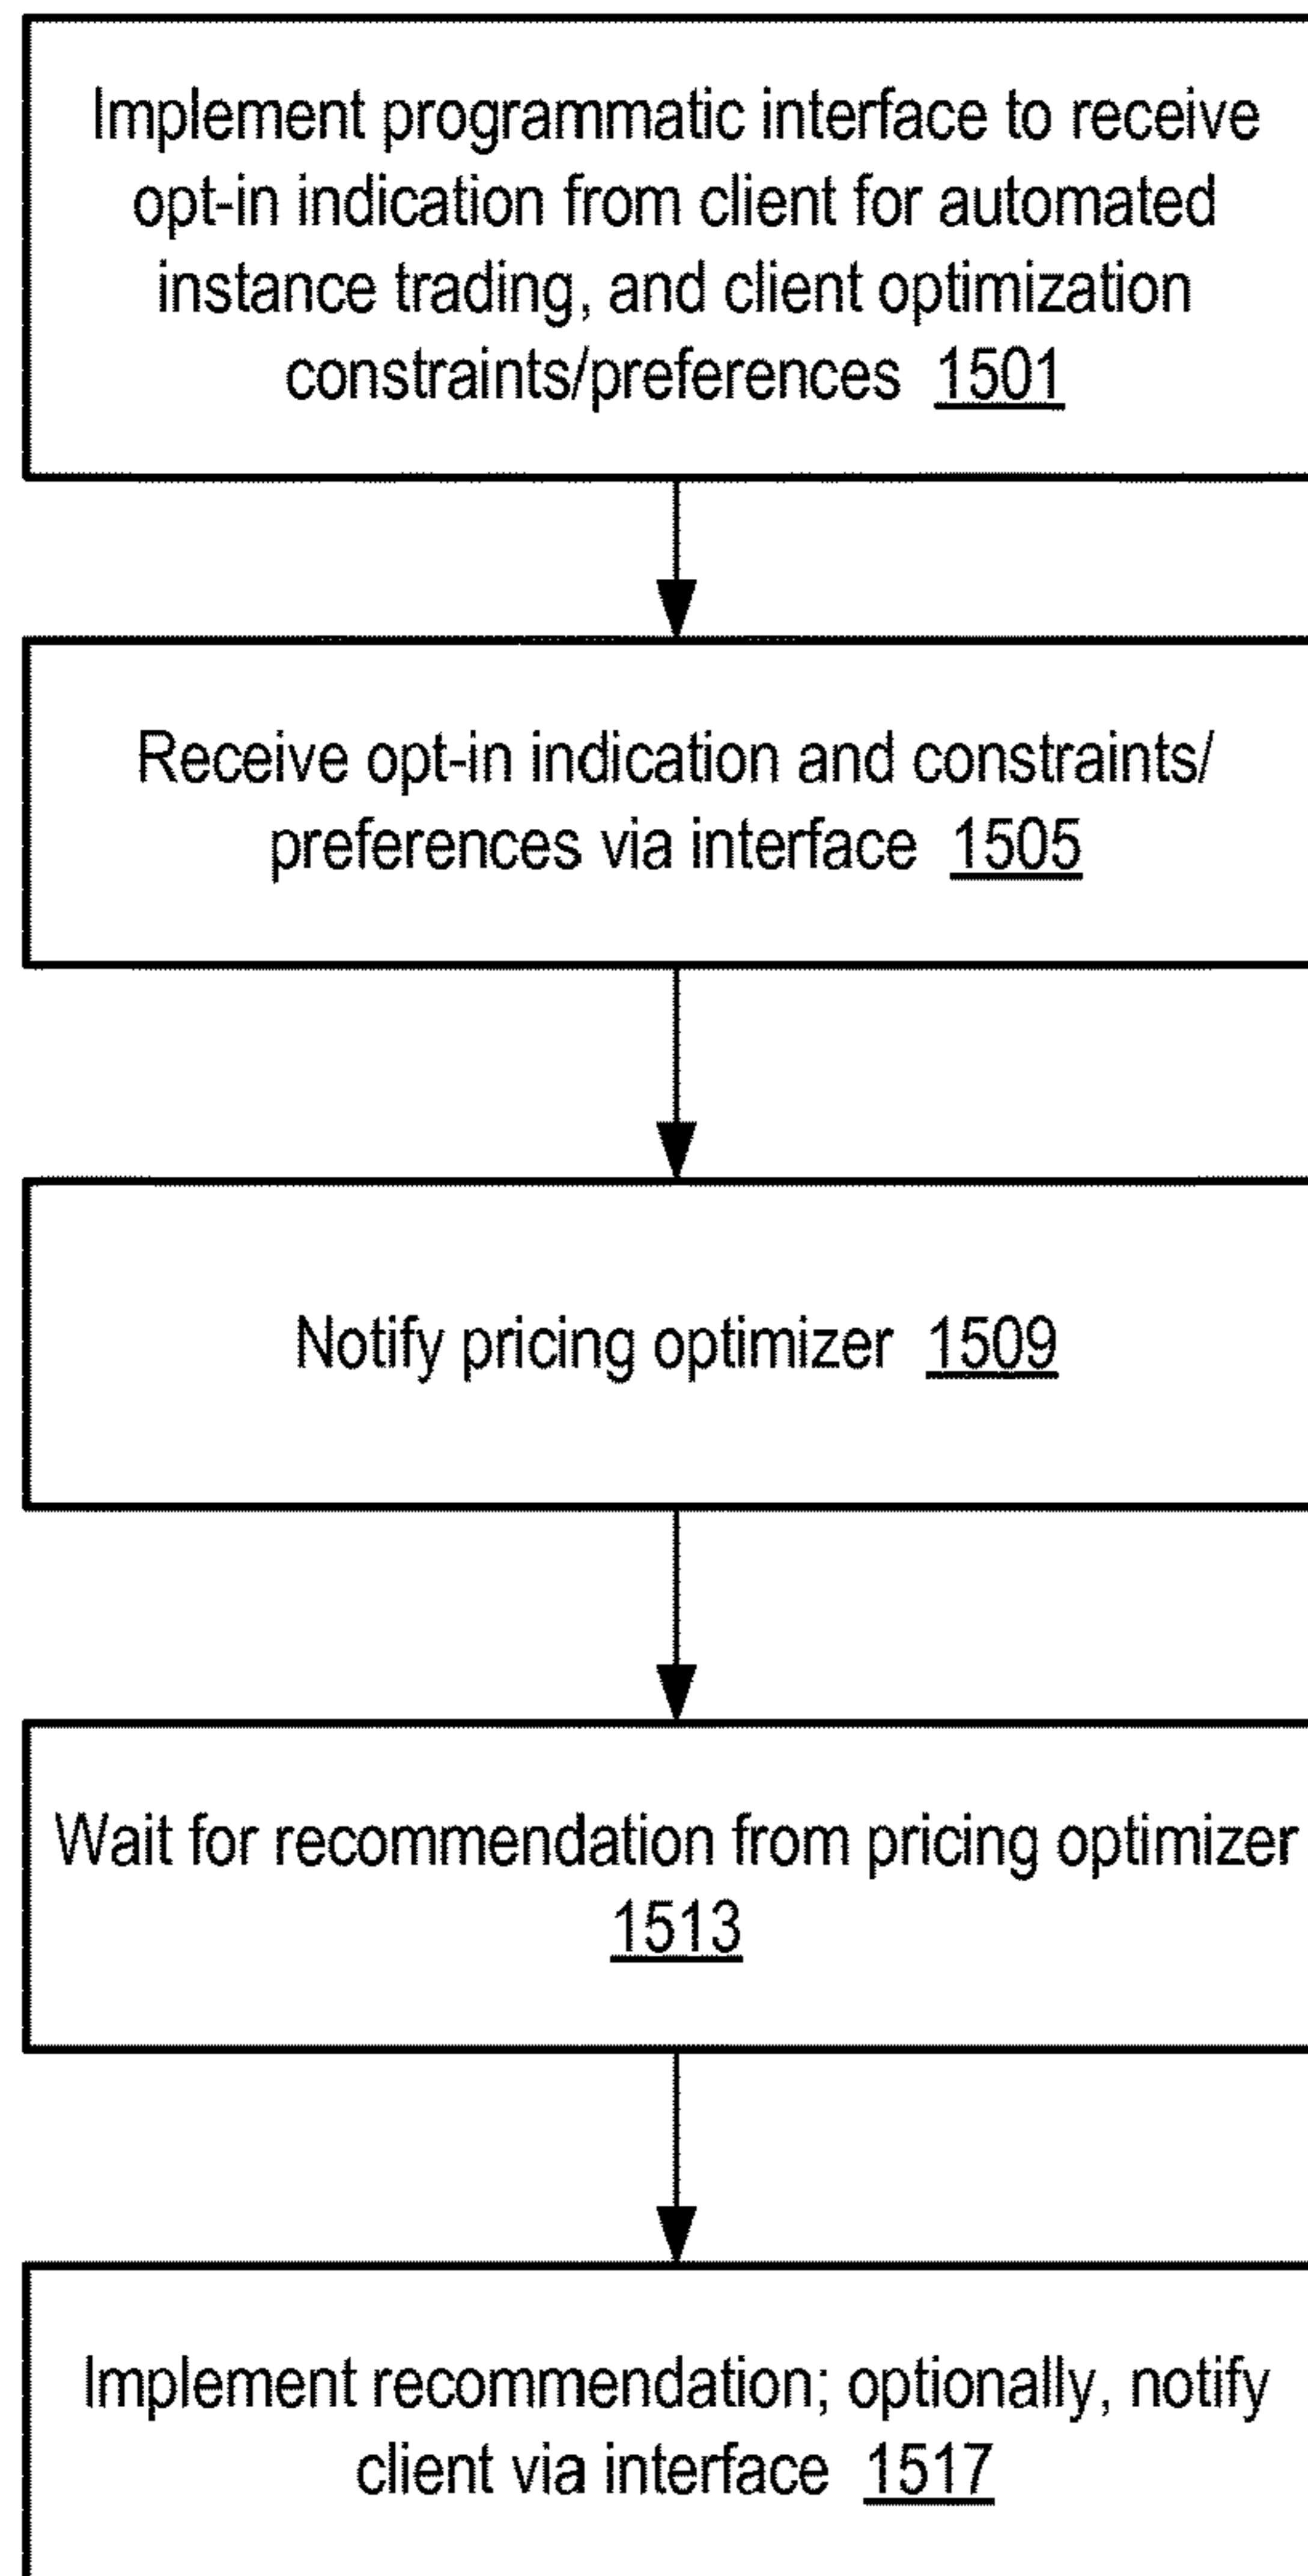 Implement programmatic interface to receive
opt-in indication from client for automated
instance trading, and client optimization
constraints/preferences 1501
Receive opt-in indication and constraints/
preferences via interface 1505
Notify pricing optimizer 1509
Wait for recommendation from pricing optimizer
1513
Implement recommendation; optionally, notify
client via interface 1517